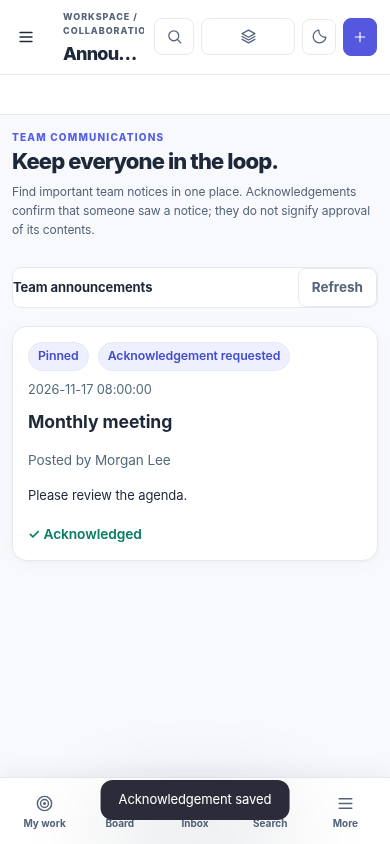 WORKSPACE /
COLLABORATIO
Annou...
TEAM COMMUNICATIONS
Keep everyone in the loop.
Find important team notices in one place. Acknowledgements
confirm that someone saw a notice; they do not signify approval
of its contents.
Team announcements
Refresh
Pinned
Acknowledgement requested
2026-11-17 08:00:00
Monthly meeting
Posted by Morgan Lee
Please review the agenda.
✓ Acknowledged
Acknowledgement saved
My work
Board
Inbox
Search
More